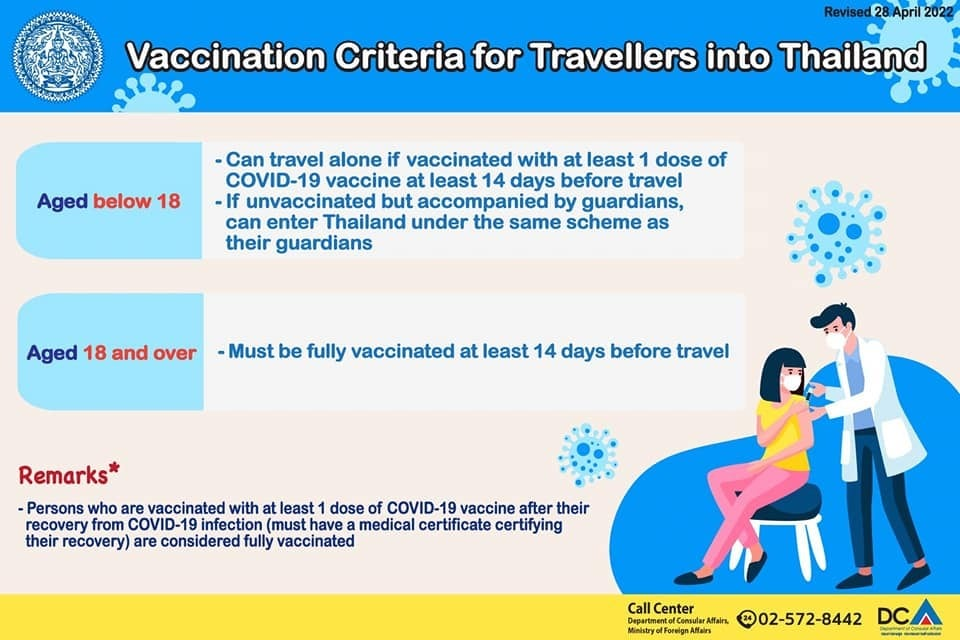 Revised 28 April 2022
Vaccination Criteria for Travellers into Thailand
Aged below 18
- Can travel alone if vaccinated with at least 1 dose of
COVID-19 vaccine at least 14 days before travel
- If unvaccinated but accompanied by guardians,
can enter Thailand under the same scheme as
their guardians
Aged 18 and over
- Must be fully vaccinated at least 14 days before travel
Remarks*
- Persons who are vaccinated with at least 1 dose of COVID-19 vaccine after their
recovery from COVID-19 infection (must have a medical certificate certifying
their recovery) are considered fully vaccinated
Call Center
Department of Consular Affairs,
Ministry of Foreign Affairs
24
02-572-8442
DCA
Department of Consular Affairs